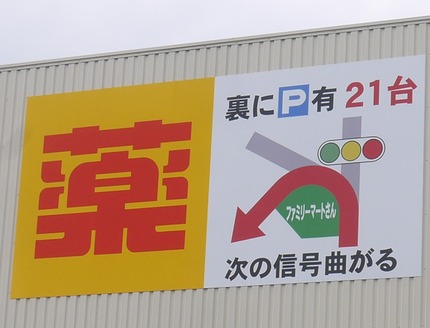 薬
裏にP有 21台
ファミリーマートさん
次の信号曲がる